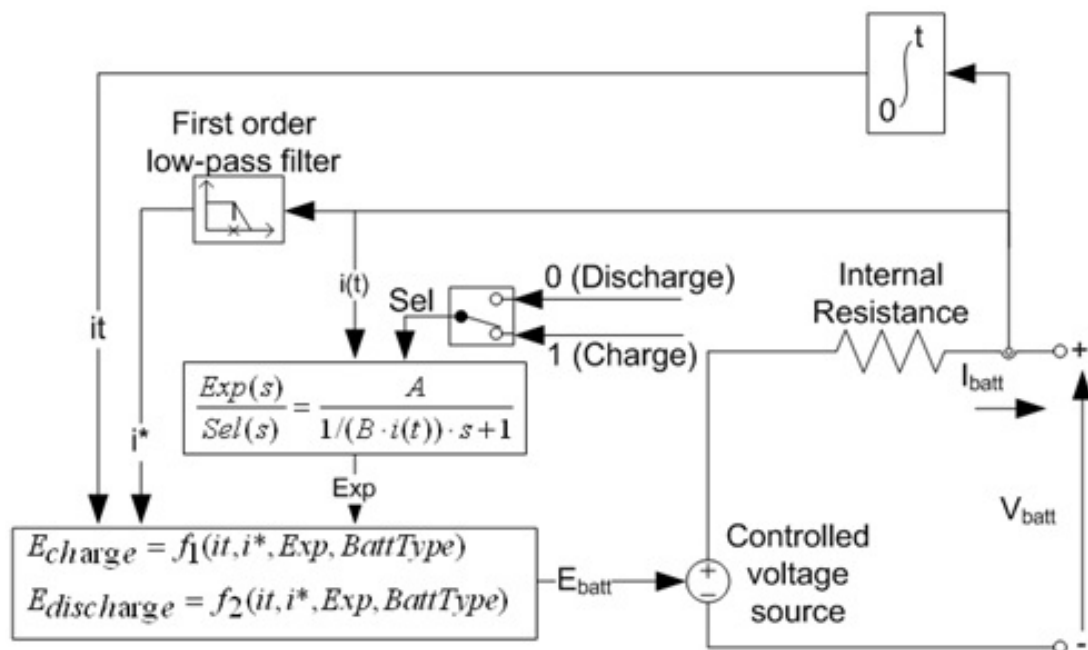 t
0
First order
low-pass filter
i(t)
0 (Discharge)
Sel
1 (Charge)
Internal
Resistance
it
+
I_batt
Exp(s)/Sel(s) = A/(1/(B · i(t)) · s + 1)
i*
Exp
V_batt
E_charge = f_1(it, i*, Exp, BattType)
E_discharge = f_2(it, i*, Exp, BattType)
E_batt
+
−
Controlled
voltage
source
-